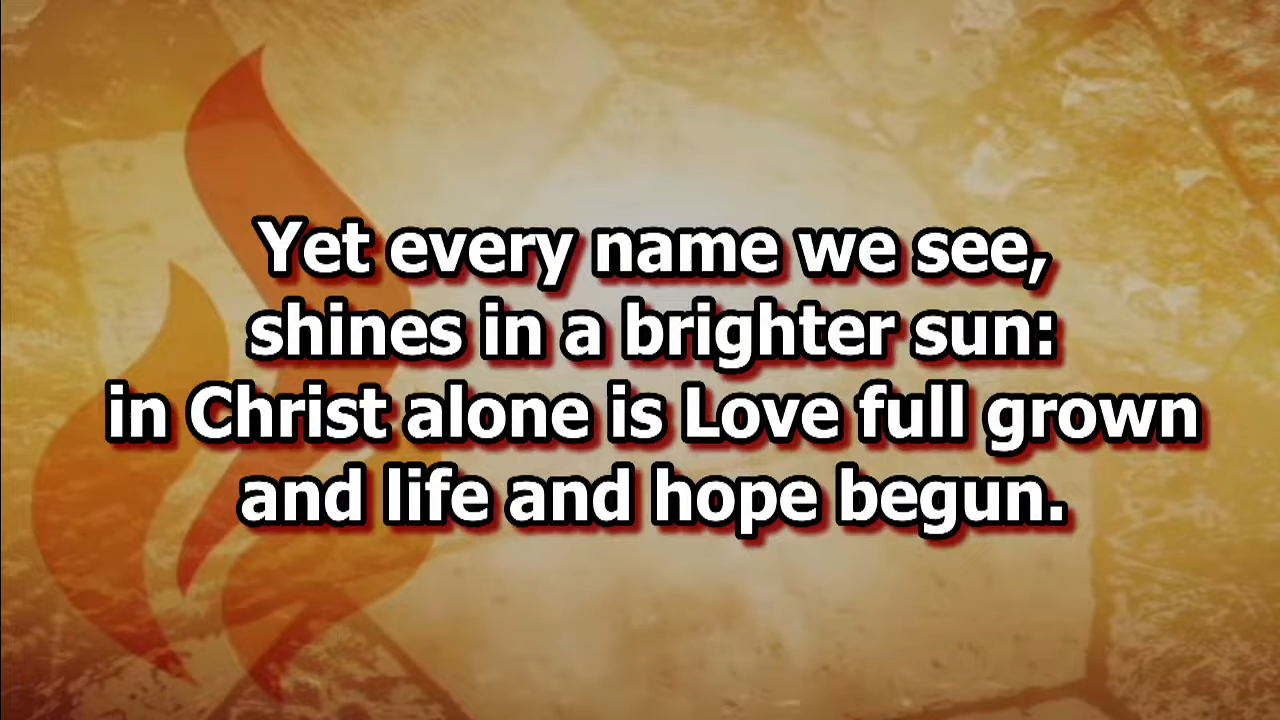 Yet every name we see,
shines in a brighter sun:
in Christ alone is Love full grown
and life and hope begun.